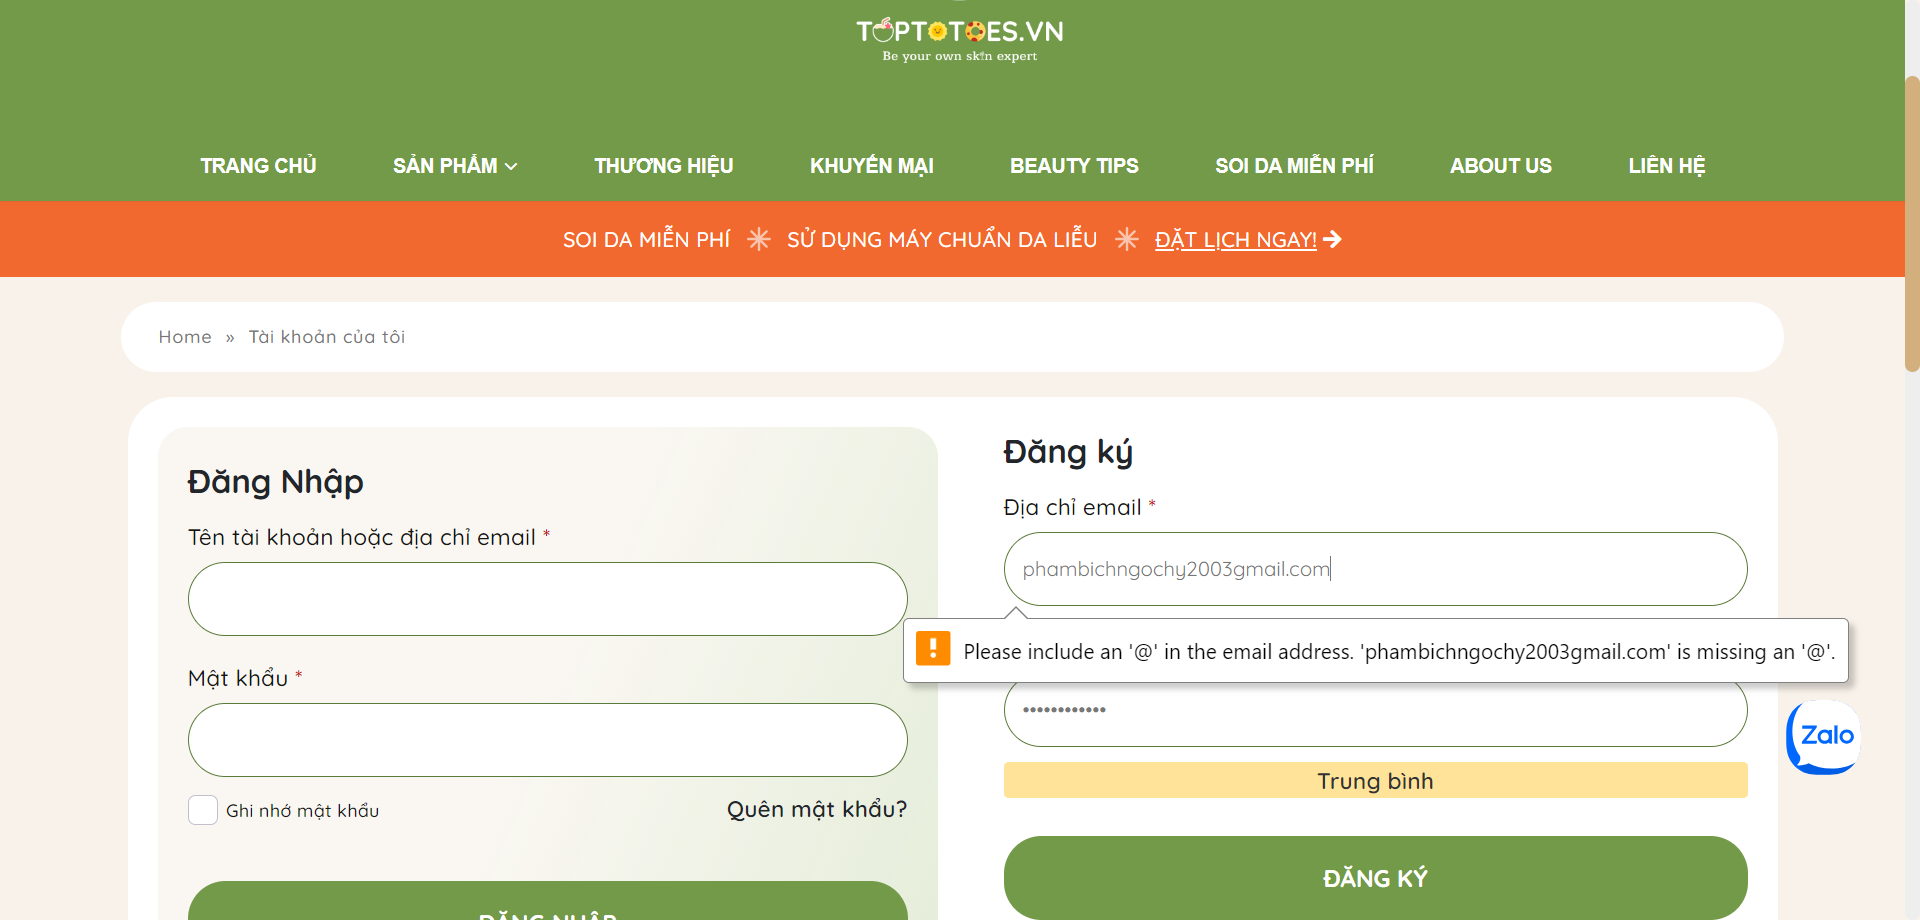 TOPTOTOES.VN
Be your own skin expert
TRANG CHỦ
SẢN PHẨM
THƯƠNG HIỆU
KHUYẾN MẠI
BEAUTY TIPS
SOI DA MIỄN PHÍ
ABOUT US
LIÊN HỆ
SOI DA MIỄN PHÍ
SỬ DỤNG MÁY CHUẨN DA LIỄU
ĐẶT LỊCH NGAY!
Home » Tài khoản của tôi
Đăng Nhập
Tên tài khoản hoặc địa chỉ email *
Mật khẩu *
Ghi nhớ mật khẩu
Quên mật khẩu?
ĐĂNG NHẬP
Đăng ký
Địa chỉ email *
phambichngochy2003gmail.com
Please include an '@' in the email address. 'phambichngochy2003gmail.com' is missing an '@'.
••••••••••••
Trung bình
ĐĂNG KÝ
Zalo